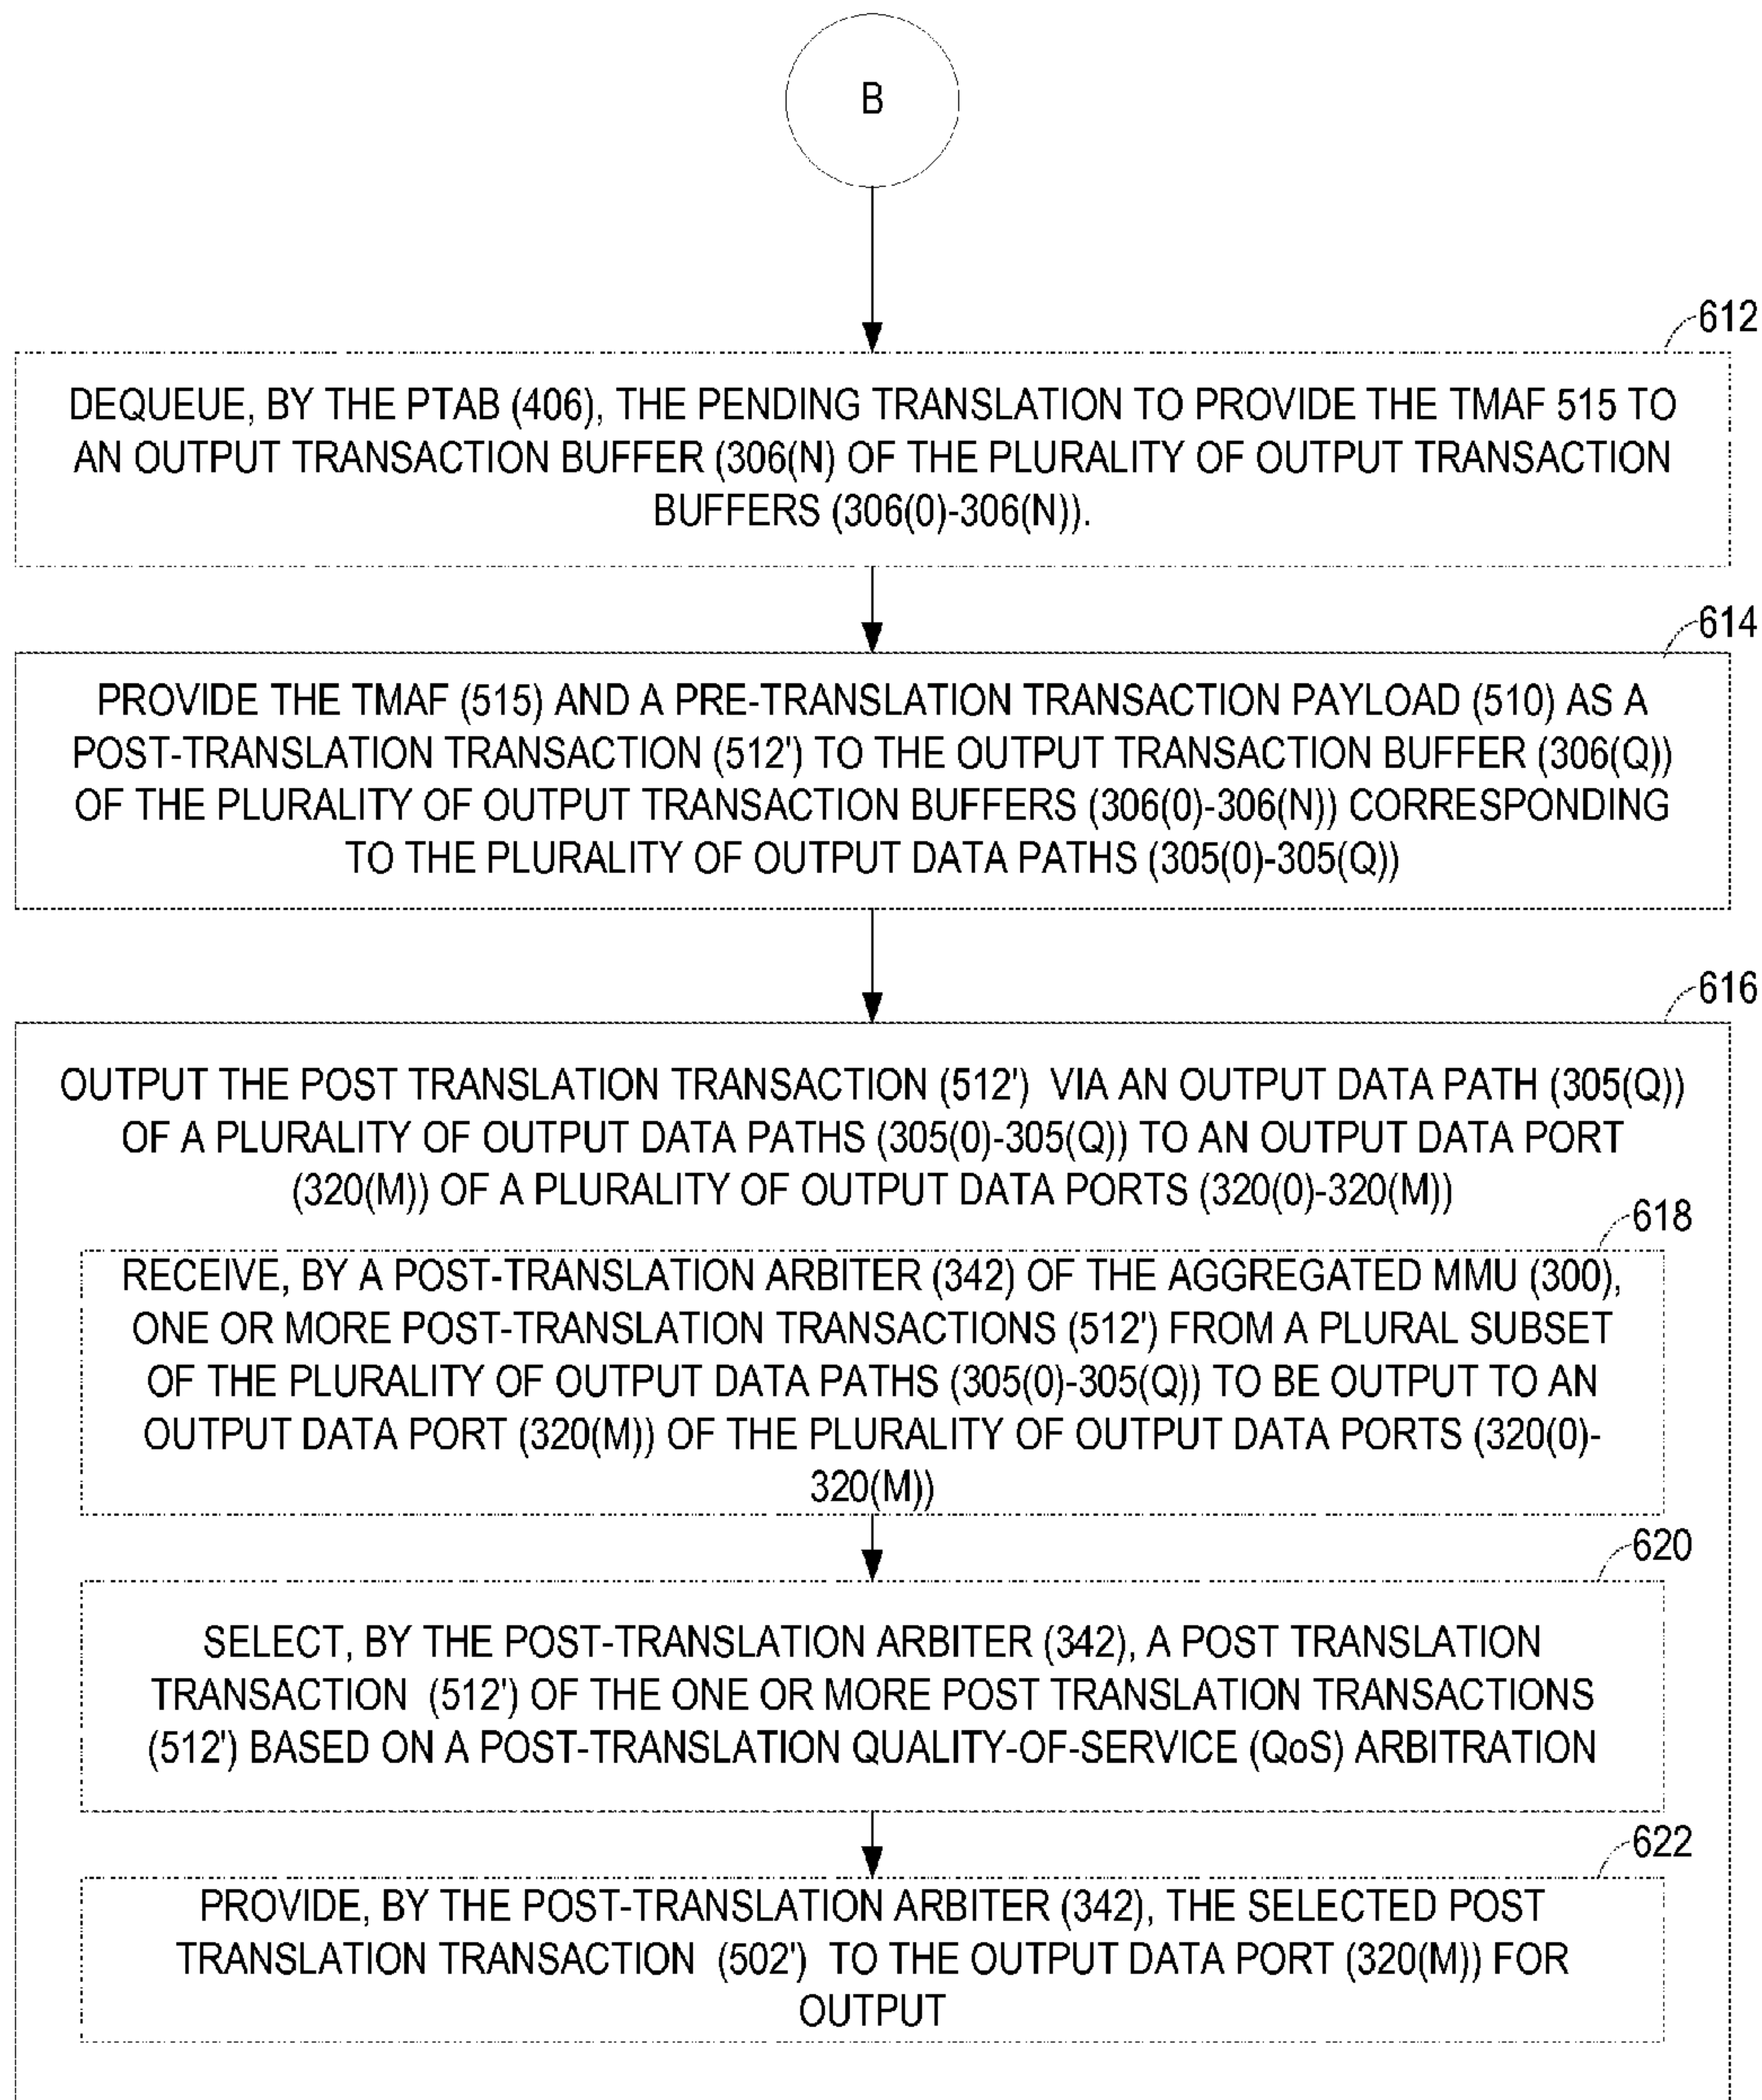 B
612
DEQUEUE, BY THE PTAB (406), THE PENDING TRANSLATION TO PROVIDE THE TMAF 515 TO
AN OUTPUT TRANSACTION BUFFER (306(N) OF THE PLURALITY OF OUTPUT TRANSACTION
BUFFERS (306(0)-306(N)).
614
PROVIDE THE TMAF (515) AND A PRE-TRANSLATION TRANSACTION PAYLOAD (510) AS A
POST-TRANSLATION TRANSACTION (512') TO THE OUTPUT TRANSACTION BUFFER (306(Q))
OF THE PLURALITY OF OUTPUT TRANSACTION BUFFERS (306(0)-306(N)) CORRESPONDING
TO THE PLURALITY OF OUTPUT DATA PATHS (305(0)-305(Q))
616
OUTPUT THE POST TRANSLATION TRANSACTION (512') VIA AN OUTPUT DATA PATH (305(Q))
OF A PLURALITY OF OUTPUT DATA PATHS (305(0)-305(Q)) TO AN OUTPUT DATA PORT
(320(M)) OF A PLURALITY OF OUTPUT DATA PORTS (320(0)-320(M))
618
RECEIVE, BY A POST-TRANSLATION ARBITER (342) OF THE AGGREGATED MMU (300),
ONE OR MORE POST-TRANSLATION TRANSACTIONS (512') FROM A PLURAL SUBSET
OF THE PLURALITY OF OUTPUT DATA PATHS (305(0)-305(Q)) TO BE OUTPUT TO AN
OUTPUT DATA PORT (320(M)) OF THE PLURALITY OF OUTPUT DATA PORTS (320(0)-
320(M))
620
SELECT, BY THE POST-TRANSLATION ARBITER (342), A POST TRANSLATION
TRANSACTION (512') OF THE ONE OR MORE POST TRANSLATION TRANSACTIONS
(512') BASED ON A POST-TRANSLATION QUALITY-OF-SERVICE (QoS) ARBITRATION
622
PROVIDE, BY THE POST-TRANSLATION ARBITER (342), THE SELECTED POST
TRANSLATION TRANSACTION (502') TO THE OUTPUT DATA PORT (320(M)) FOR
OUTPUT